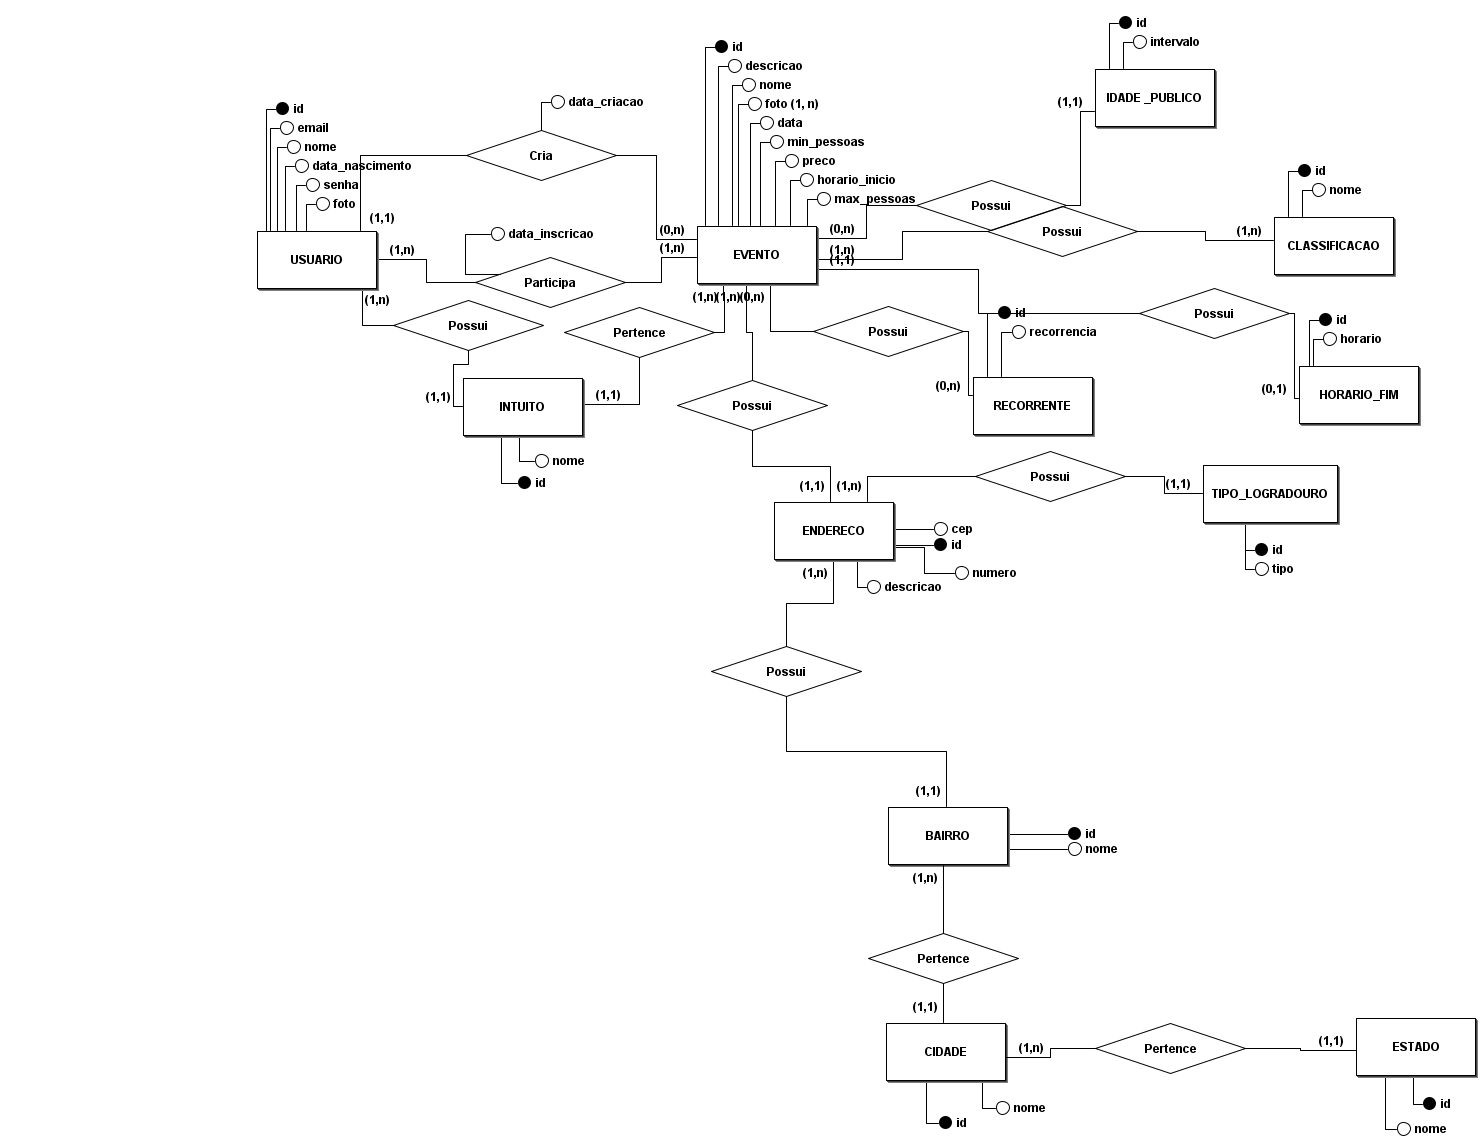 id
intervalo
IDADE _PUBLICO
(1,1)
id
descricao
nome
foto (1, n)
data
min_pessoas
preco
horario_inicio
max_pessoas
data_criacao
Cria
id
email
nome
data_nascimento
senha
foto
(1,1)
USUARIO
(1,n)
(1,n)
data_inscricao
Participa
(0,n)
(1,n)
EVENTO
(0,n)
(1,n)
(1,1)
(1,n)
(1,n)
(0,n)
Possui
Possui
id
nome
(1,n)
CLASSIFICACAO
Possui
Pertence
Possui
id
recorrencia
Possui
id
horario
(1,1)
INTUITO
(1,1)
nome
id
Possui
(0,n)
RECORRENTE
(0,1)
HORARIO_FIM
(1,1)
(1,n)
Possui
(1,1)
TIPO_LOGRADOURO
id
tipo
ENDERECO
cep
id
numero
descricao
(1,n)
Possui
(1,1)
BAIRRO
id
nome
(1,n)
Pertence
(1,1)
CIDADE
(1,n)
Pertence
(1,1)
ESTADO
nome
id
id
nome